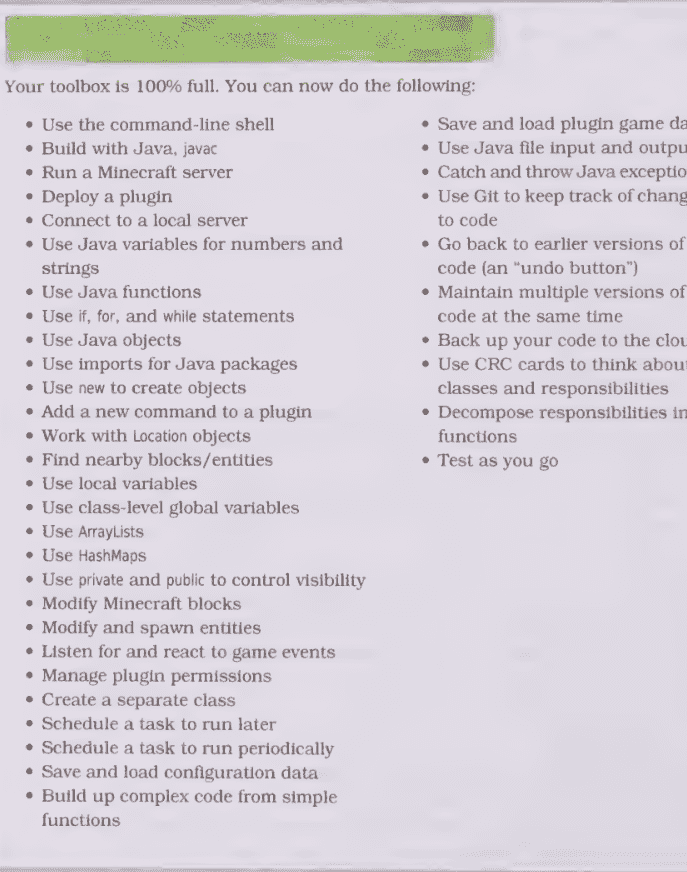 Your toolbox is 100% full. You can now do the following:
• Use the command-line shell
• Build with Java, javac
• Run a Minecraft server
• Deploy a plugin
• Connect to a local server
• Use Java variables for numbers and
strings
• Use Java functions
• Use if, for, and while statements
• Use Java objects
• Use imports for Java packages
• Use new to create objects
• Add a new command to a plugin
• Work with Location objects
• Find nearby blocks/entities
• Use local variables
• Use class-level global variables
• Use ArrayLists
• Use HashMaps
• Use private and public to control visibility
• Modify Minecraft blocks
• Modify and spawn entities
• Listen for and react to game events
• Manage plugin permissions
• Create a separate class
• Schedule a task to run later
• Schedule a task to run periodically
• Save and load configuration data
• Build up complex code from simple
functions
• Save and load plugin game da
• Use Java file input and outpu
• Catch and throw Java exceptio
• Use Git to keep track of chang
to code
• Go back to earlier versions of
code (an “undo button”)
• Maintain multiple versions of
code at the same time
• Back up your code to the clou
• Use CRC cards to think about
classes and responsibilities
• Decompose responsibilities in
functions
• Test as you go